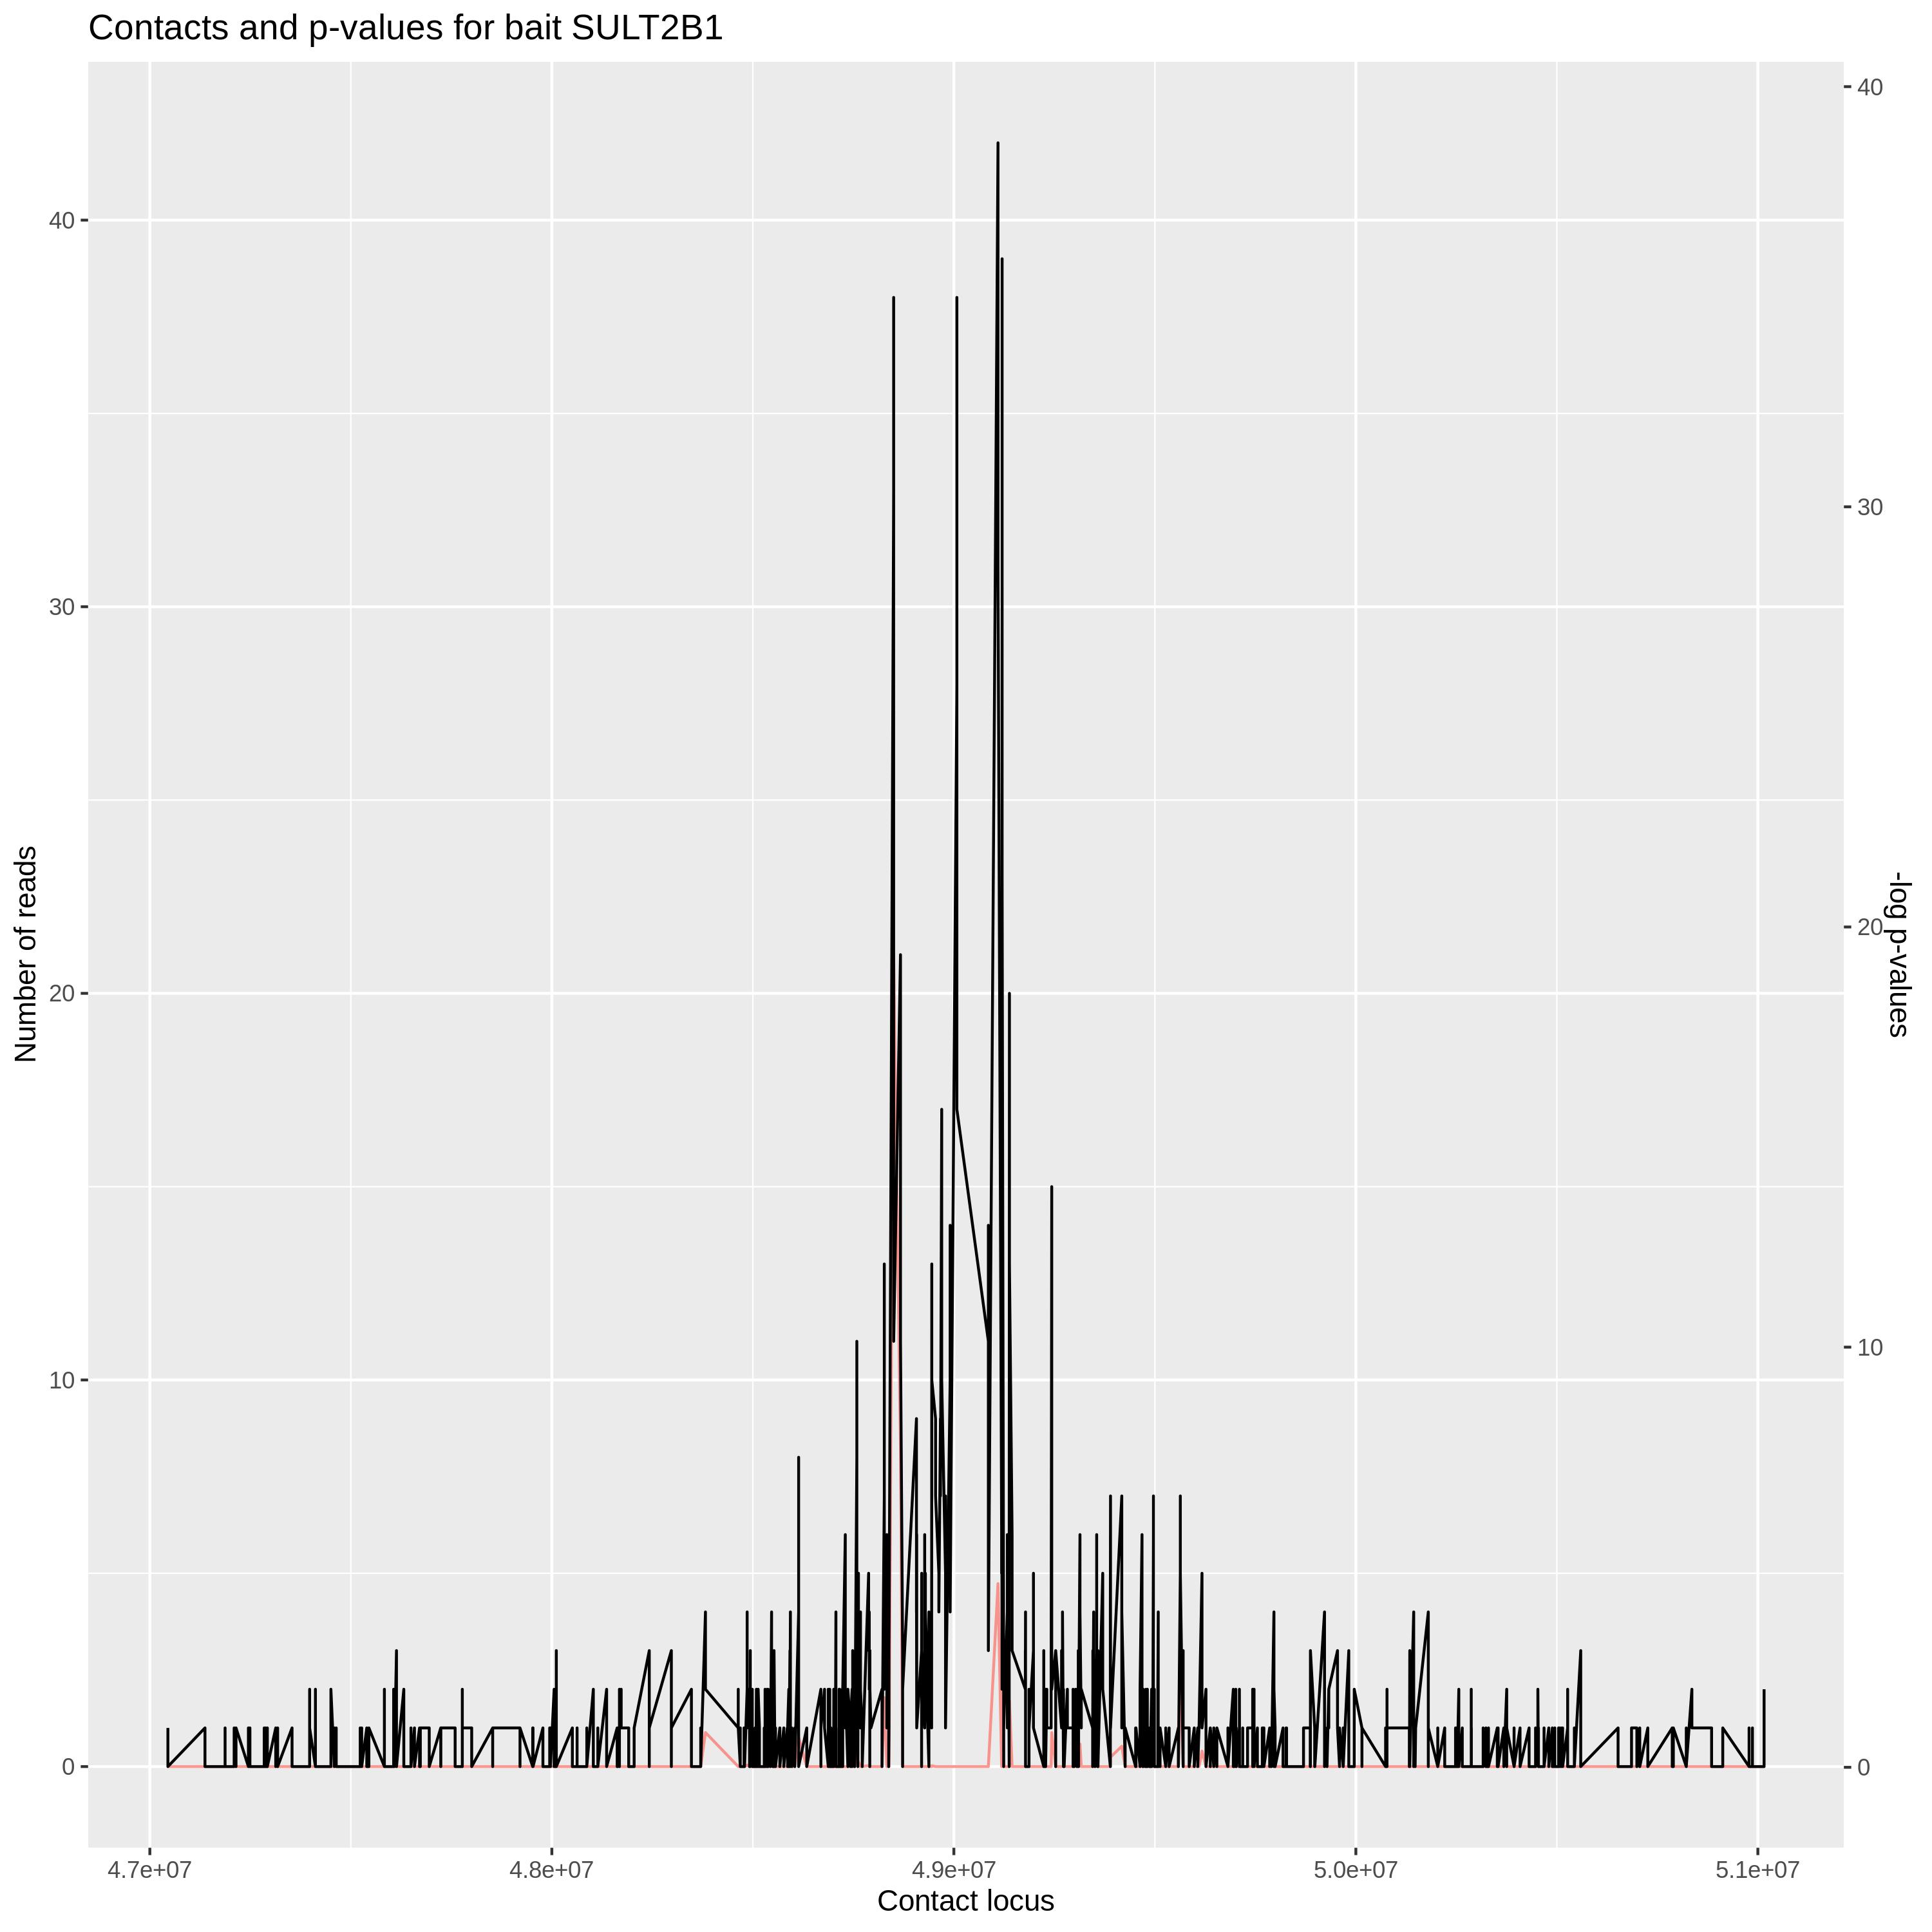 Contacts and p-values for bait SULT2B1
40
30
20
10
0
Number of reads
40
30
20
10
0
-log p-values
4.7e+07
4.8e+07
4.9e+07
5.0e+07
5.1e+07
Contact locus